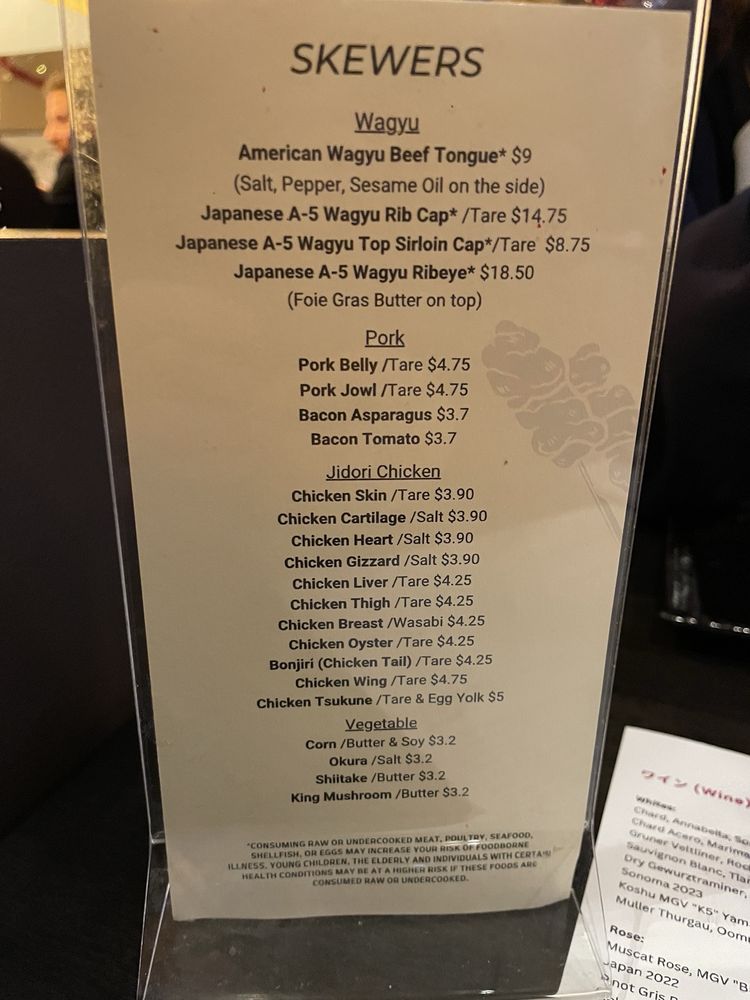 SKEWERS
Wagyu
American Wagyu Beef Tongue* $9
(Salt, Pepper, Sesame Oil on the side)
Japanese A-5 Wagyu Rib Cap* /Tare $14.75
Japanese A-5 Wagyu Top Sirloin Cap*/Tare $8.75
Japanese A-5 Wagyu Ribeye* $18.50
(Foie Gras Butter on top)
Pork
Pork Belly /Tare $4.75
Pork Jowl /Tare $4.75
Bacon Asparagus $3.7
Bacon Tomato $3.7
Jidori Chicken
Chicken Skin /Tare $3.90
Chicken Cartilage /Salt $3.90
Chicken Heart /Salt $3.90
Chicken Gizzard /Salt $3.90
Chicken Liver /Tare $4.25
Chicken Thigh /Tare $4.25
Chicken Breast /Wasabi $4.25
Chicken Oyster /Tare $4.25
Bonjiri (Chicken Tail) /Tare $4.25
Chicken Wing /Tare $4.75
Chicken Tsukune /Tare & Egg Yolk $5
Vegetable
Corn /Butter & Soy $3.2
Okura /Salt $3.2
Shiitake /Butter $3.2
King Mushroom /Butter $3.2
*CONSUMING RAW OR UNDERCOOKED MEAT, POULTRY, SEAFOOD,
SHELLFISH, OR EGGS MAY INCREASE YOUR RISK OF FOODBORNE
ILLNESS. YOUNG CHILDREN, THE ELDERLY AND INDIVIDUALS WITH CERTAIN
HEALTH CONDITIONS MAY BE AT A HIGHER RISK IF THESE FOODS ARE
CONSUMED RAW OR UNDERCOOKED.
ワイン (Wine)
Whites:
Chard, Annabella,
Chard Acero,
Gruner Veltliner,
Sauvignon Blanc,
Dry Gewurztraminer,
Sonoma 2023
Koshu MGV "K5"
Muller Thurgau,
Rose:
Muscat Rose, MGV
Japan 2022
Gris